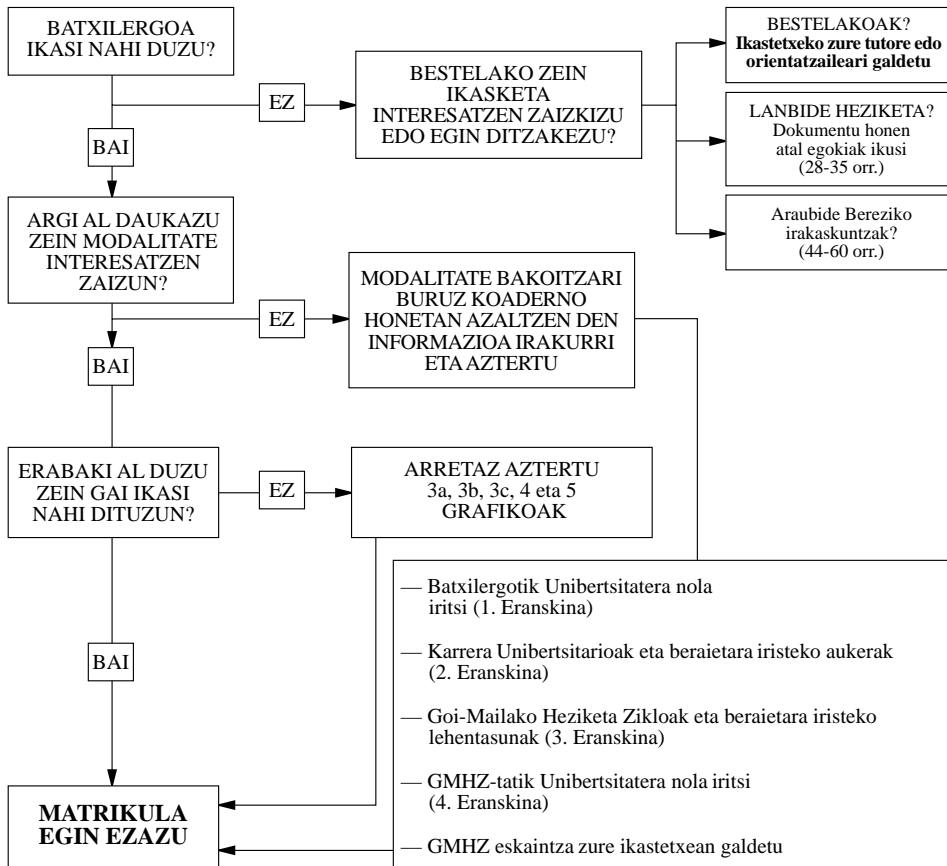 BATXILERGOA
IKASI NAHI DUZU?
EZ
BESTELAKO ZEIN
IKASKETA
INTERESATZEN ZAIZKIZU
EDO EGIN DITZAKEZU?
BESTELAKOAK?
Ikastetxeko zure tutore edo
orientatzaileari galdetu
LANBIDE HEZIKETA?
Dokumentu honen
atal egokiak ikusi
(28-35 orr.)
Araubide Bereziko
irakaskuntzak?
(44-60 orr.)
BAI
ARGI AL DAUKAZU
ZEIN MODALITATE
INTERESATZEN
ZAIZUN?
EZ
MODALITATE BAKOITZARI
BURUZ KOADERNO
HONETAN AZALTZEN DEN
INFORMAZIOA IRAKURRI
ETA AZTERTU
BAI
ERABAKI AL DUZU
ZEIN GAI IKASI
NAHI DITUZUN?
EZ
ARRETAZ AZTERTU
3a, 3b, 3c, 4 eta 5
GRAFIKOAK
BAI
— Batxilergotik Unibertsitatera nola
iritsi (1. Eranskina)
— Karrera Unibertsitarioak eta beraietara iristeko aukerak
(2. Eranskina)
— Goi-Mailako Heziketa Zikloak eta beraietara iristeko
lehentasunak (3. Eranskina)
— GMHZ-tatik Unibertsitatera nola iritsi
(4. Eranskina)
— GMHZ eskaintza zure ikastetxean galdetu
MATRIKULA
EGIN EZAZU